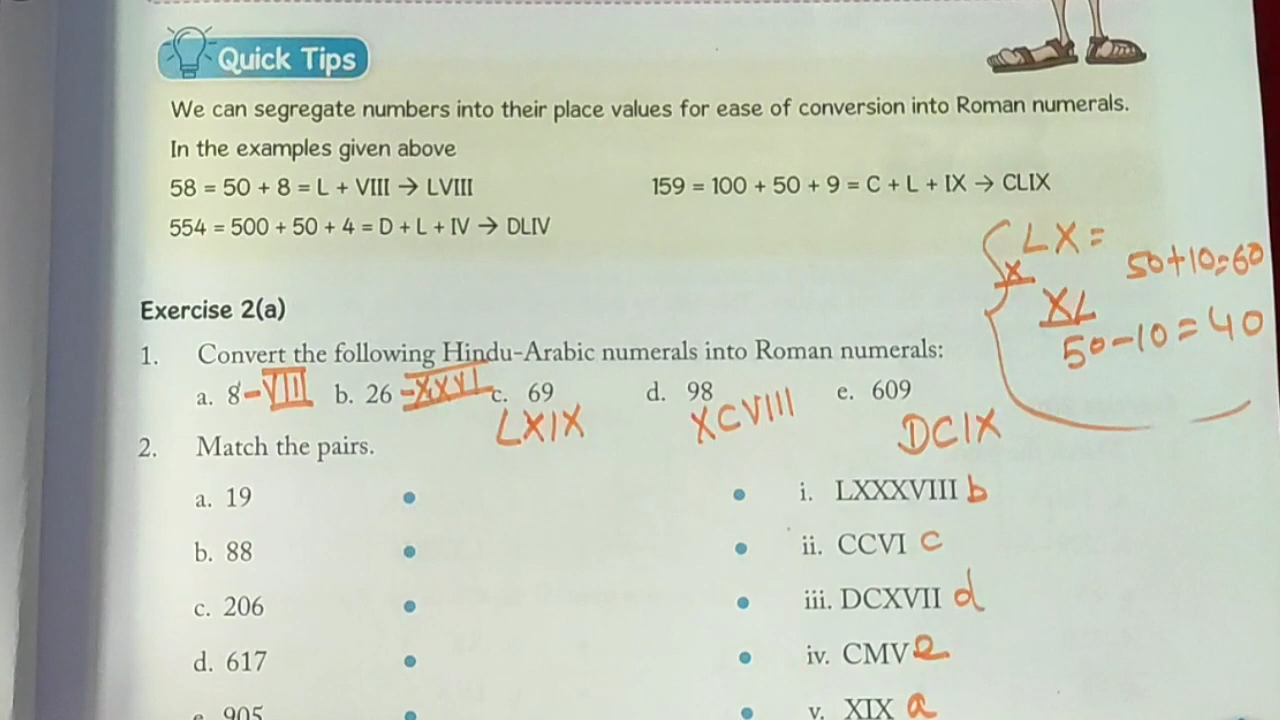 Quick Tips
We can segregate numbers into their place values for ease of conversion into Roman numerals.
In the examples given above
58 = 50 + 8 = L + VIII → LVIII
159 = 100 + 50 + 9 = C + L + IX → CLIX
554 = 500 + 50 + 4 = D + L + IV → DLIV
LX =
50+10=60
X
XL
50-10=40
Exercise 2(a)
1. Convert the following Hindu-Arabic numerals into Roman numerals:
a. 8-VIII b. 26-XXVI c. 69 d. 98 e. 609
LXIX XCVIII DCIX
2. Match the pairs.
a. 19 i. LXXXVIII b
b. 88 ii. CCVI c
c. 206 iii. DCXVII d
d. 617 iv. CMV e
e. 905 v. XIX a